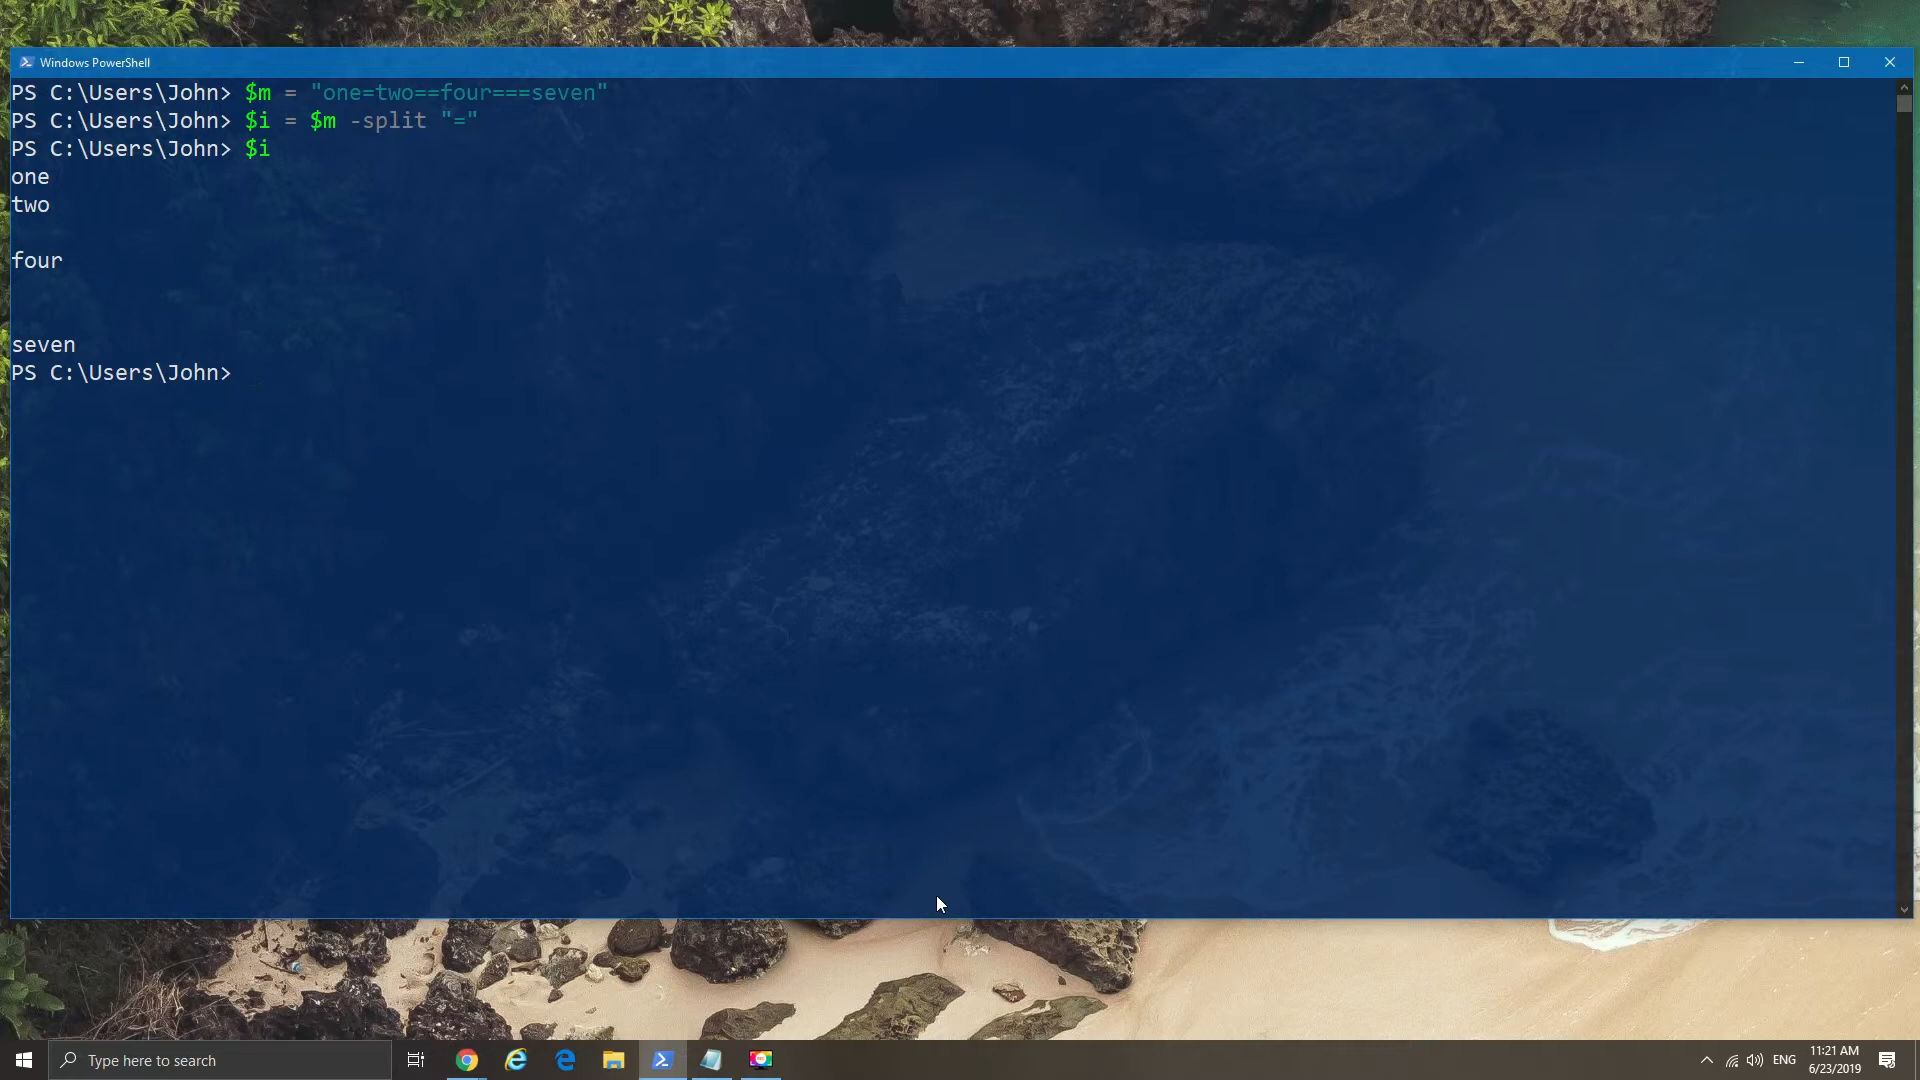 Windows PowerShell
PS C:\Users\John> $m = "one=two==four===seven"
PS C:\Users\John> $i = $m -split "="
PS C:\Users\John> $i
one
two
four
seven
PS C:\Users\John>
Type here to search
ENG
11:21 AM
6/23/2019